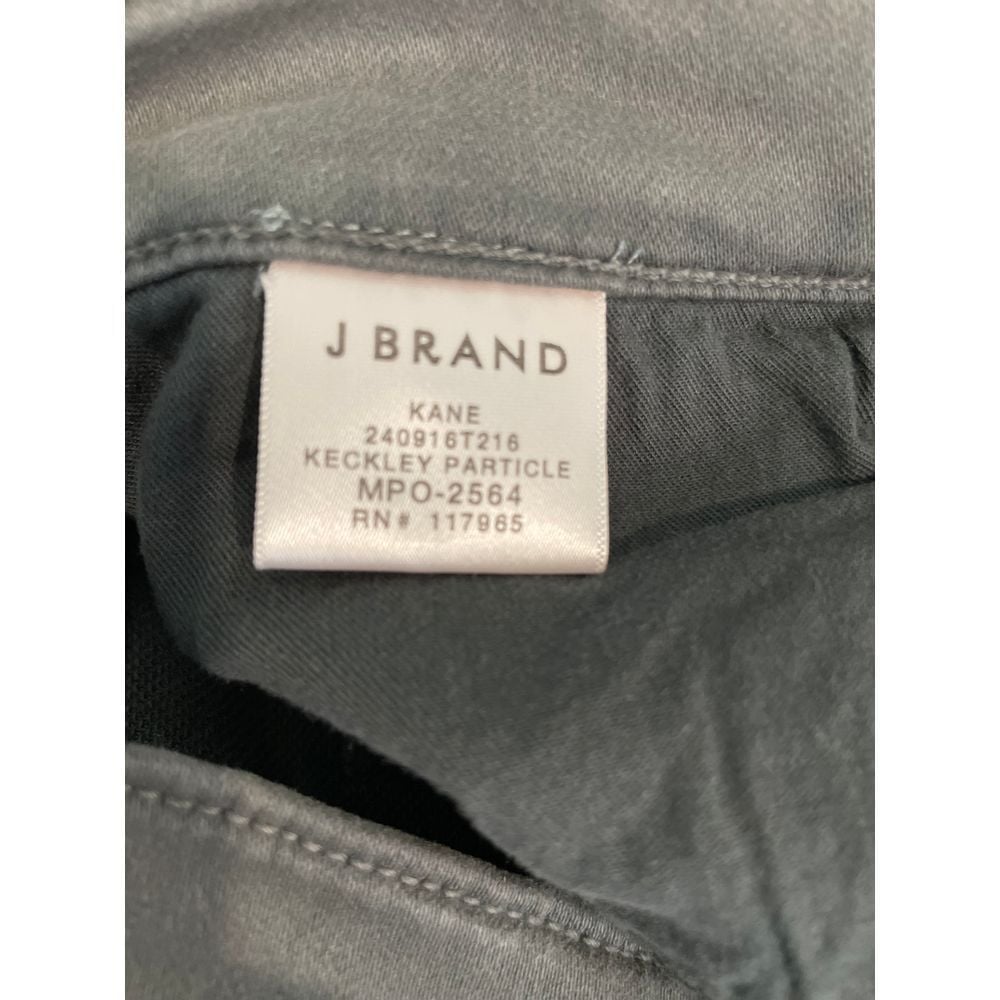 J BRAND
KANE
240916T216
KECKLEY PARTICLE
MPO-2564
RN# 117965